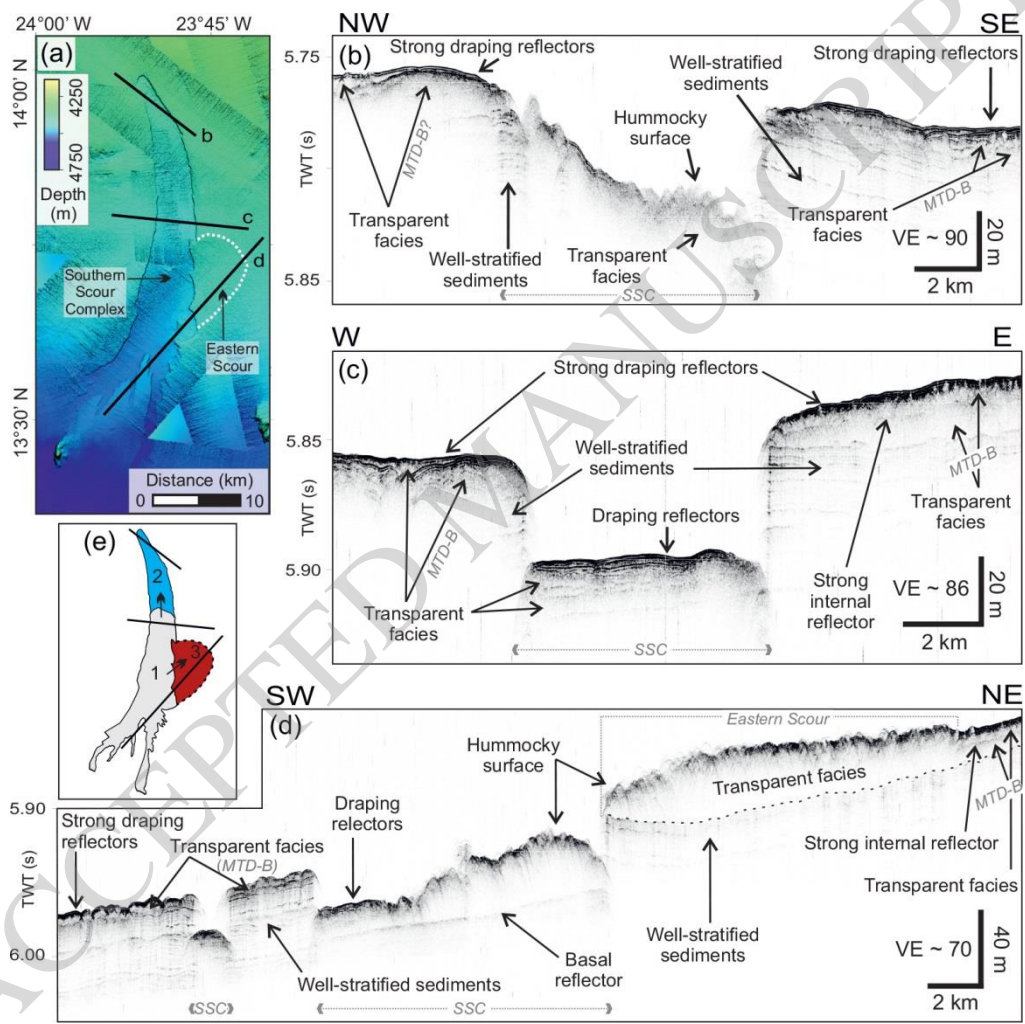 24°00' W
23°45' W
(a)
14°00' N
13°30' N
4250
4750
Depth
(m)
b
c
d
Southern
Scour
Complex
Eastern
Scour
Distance (km)
0
10
NW
SE
(b)
5.75
TWT (s)
5.85
Strong draping reflectors
Well-stratified
sediments
Strong draping reflectors
Hummocky
surface
MTD-B?
Transparent
facies
Well-stratified
sediments
Transparent
facies
MTD-B
Transparent
facies
VE ~ 90
20 m
2 km
SSC
W
E
(c)
Strong draping reflectors
5.85
TWT (s)
5.90
Well-stratified
sediments
MTD-B
Draping reflectors
Transparent
facies
MTD-B
Transparent
facies
Strong
internal
reflector
VE ~ 86
20 m
2 km
SSC
(e)
2
1
3
SW
NE
(d)
Eastern Scour
Hummocky
surface
Transparent facies
MTD-B
5.90
TWT (s)
6.00
Strong draping
reflectors
Transparent facies
(MTD-B)
Draping
relectors
Strong internal reflector
Transparent facies
Well-stratified sediments
Basal
reflector
Well-stratified
sediments
VE ~ 70
40 m
2 km
SSC
SSC
ACCEPTED MANUSCRIPT